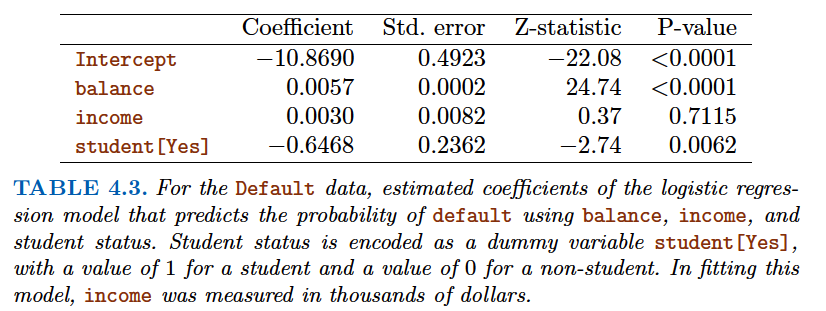 Coefficient Std. error Z-statistic P-value
Intercept −10.8690 0.4923 −22.08 <0.0001
balance 0.0057 0.0002 24.74 <0.0001
income 0.0030 0.0082 0.37 0.7115
student[Yes] −0.6468 0.2362 −2.74 0.0062
TABLE 4.3. For the Default data, estimated coefficients of the logistic regres-
sion model that predicts the probability of default using balance, income, and
student status. Student status is encoded as a dummy variable student[Yes],
with a value of 1 for a student and a value of 0 for a non-student. In fitting this
model, income was measured in thousands of dollars.